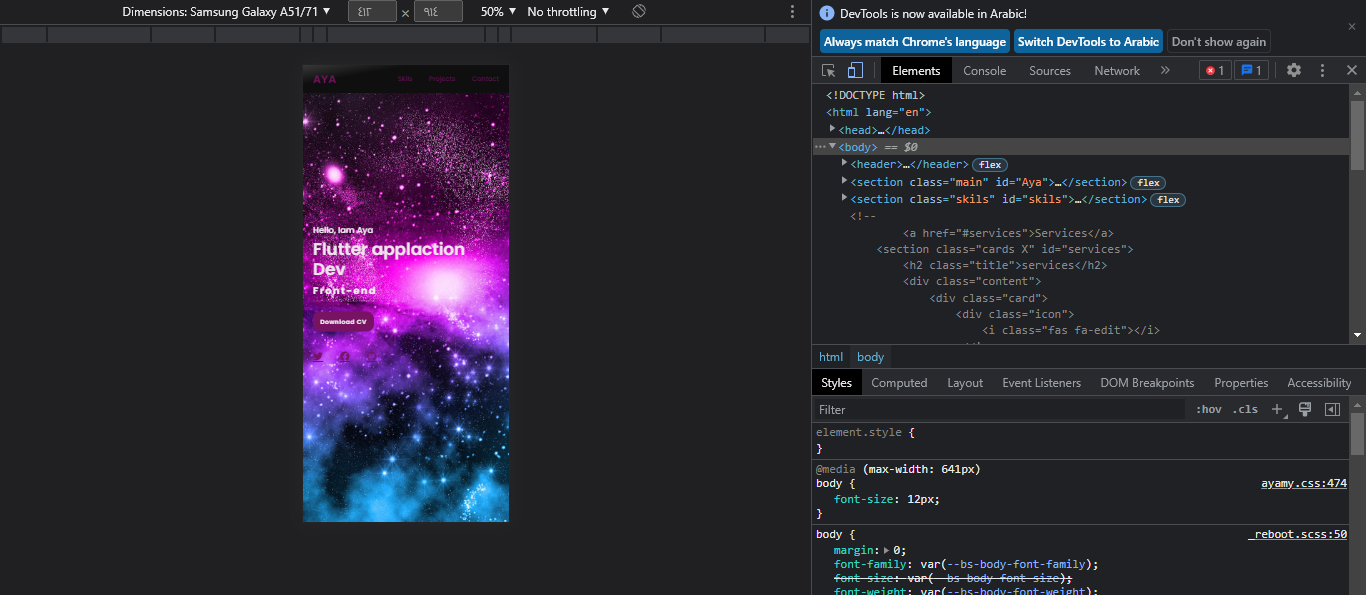 Dimensions: Samsung Galaxy A51/71 ▼ ٤١٢ × ٩١٤ 50% ▼ No throttling ▼
AYA Skils Projects Contact
Hello, Iam Aya
Flutter applaction
Dev
Front-end
Download CV
DevTools is now available in Arabic!
Always match Chrome's language Switch DevTools to Arabic Don't show again
Elements Console Sources Network » 1 1
<!DOCTYPE html>
<html lang="en">
<head>…</head>
<body> == $0
<header>…</header> flex
<section class="main" id="Aya">…</section> flex
<section class="skils" id="skils">…</section> flex
<!--
<a href="#services">Services</a>
<section class="cards X" id="services">
<h2 class="title">services</h2>
<div class="content">
<div class="card">
<div class="icon">
<i class="fas fa-edit"></i>
html body
Styles Computed Layout Event Listeners DOM Breakpoints Properties Accessibility
Filter :hov .cls +
element.style {
}
@media (max-width: 641px)
body { ayamy.css:474
font-size: 12px;
}
body { _reboot.scss:50
margin: 0;
font-family: var(--bs-body-font-family);
font-size: var(--bs-body-font-size);
font-weight: var(--bs-body-font-weight);